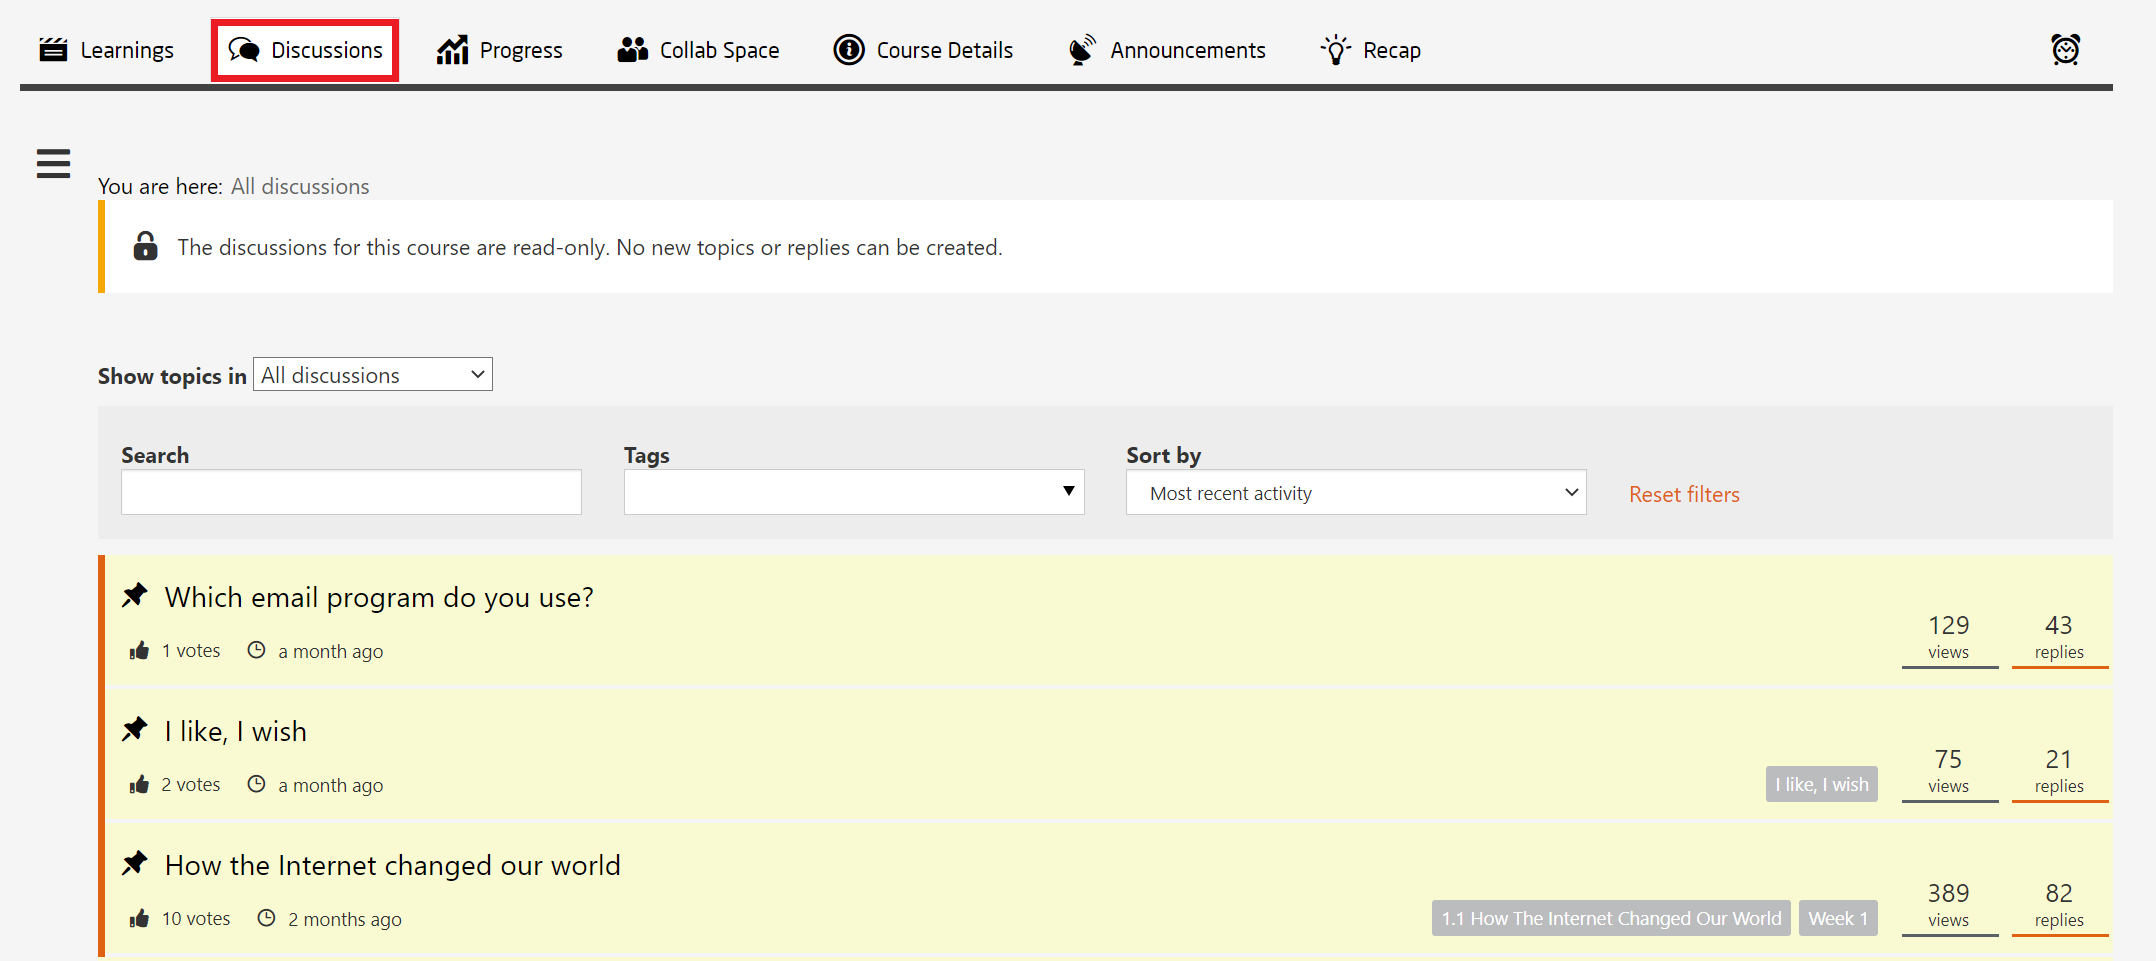 Learnings Discussions Progress Collab Space Course Details Announcements Recap
You are here: All discussions
The discussions for this course are read-only. No new topics or replies can be created.
Show topics in All discussions
Search Tags Sort by
Most recent activity Reset filters
Which email program do you use?
129 43
1 votes a month ago views replies
I like, I wish
75 21
2 votes a month ago I like, I wish views replies
How the Internet changed our world
389 82
10 votes 2 months ago 1.1 How The Internet Changed Our World Week 1 views replies